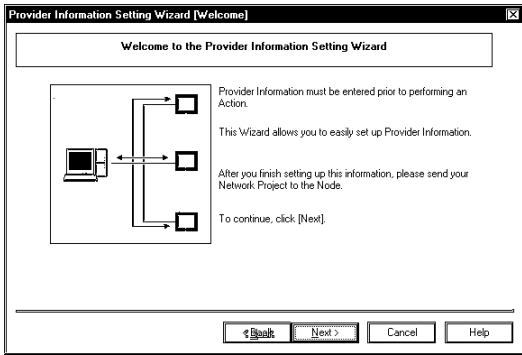 Provider Information Setting Wizard [Welcome]
Welcome to the Provider Information Setting Wizard
Provider Information must be entered prior to performing an
Action.
This Wizard allows you to easily set up Provider Information.
After you finish setting up this information, please send your
Network Project to the Node.
To continue, click [Next].
< Back Next > Cancel Help